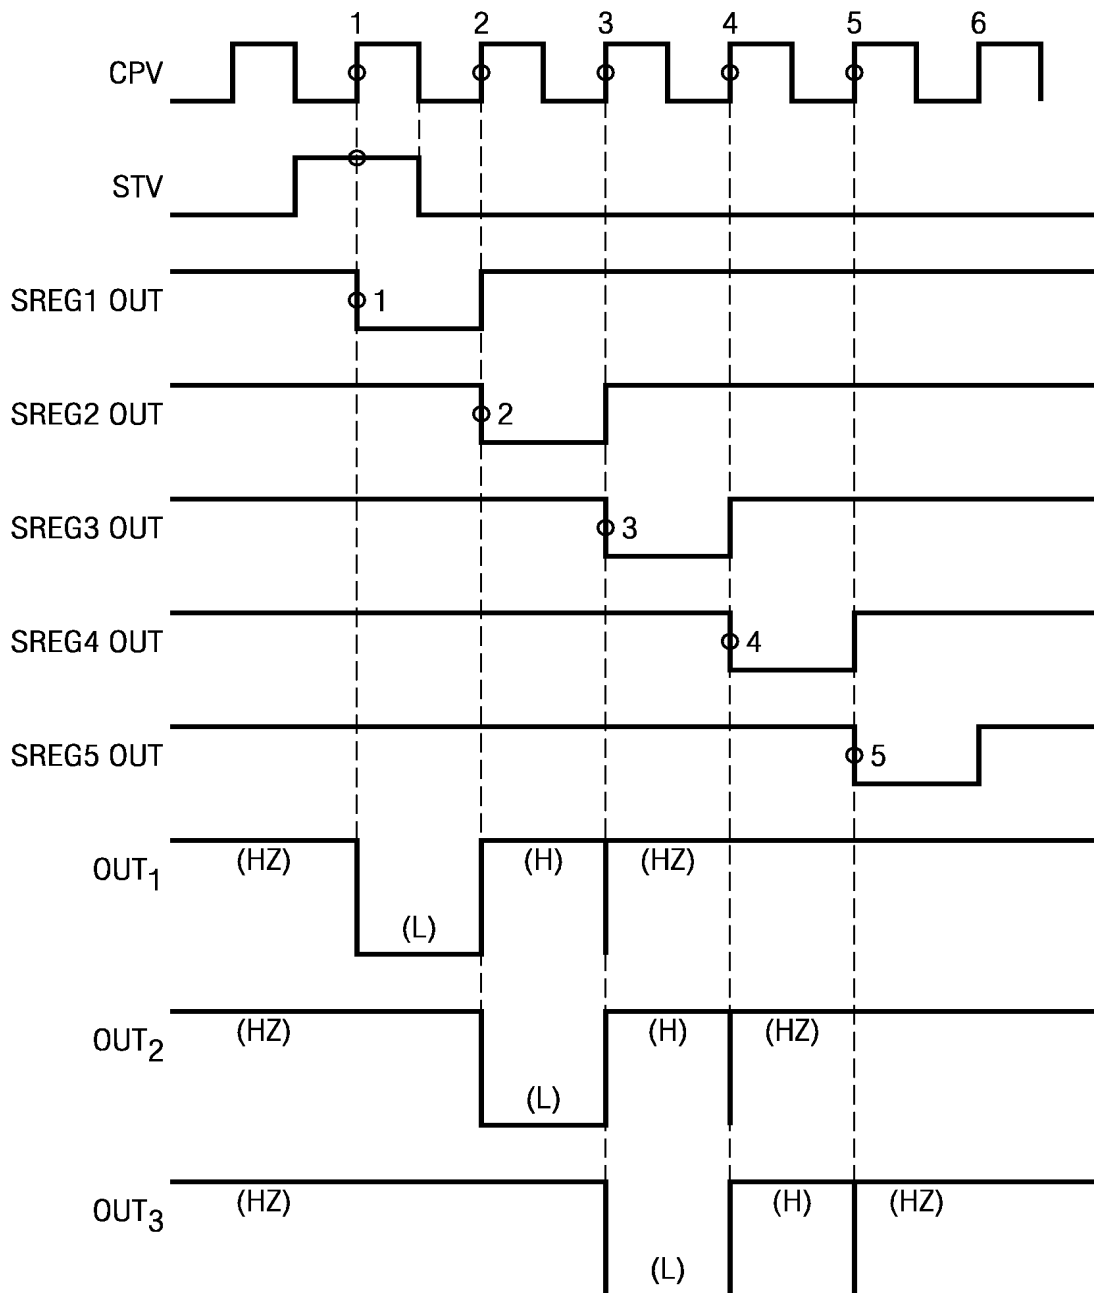 1 2 3 4 5 6
CPV
STV
SREG1 OUT 1
SREG2 OUT 2
SREG3 OUT 3
SREG4 OUT 4
SREG5 OUT 5
OUT1 (HZ) (H) (HZ)
(L)
OUT2 (HZ) (H) (HZ)
(L)
OUT3 (HZ) (H) (HZ)
(L)